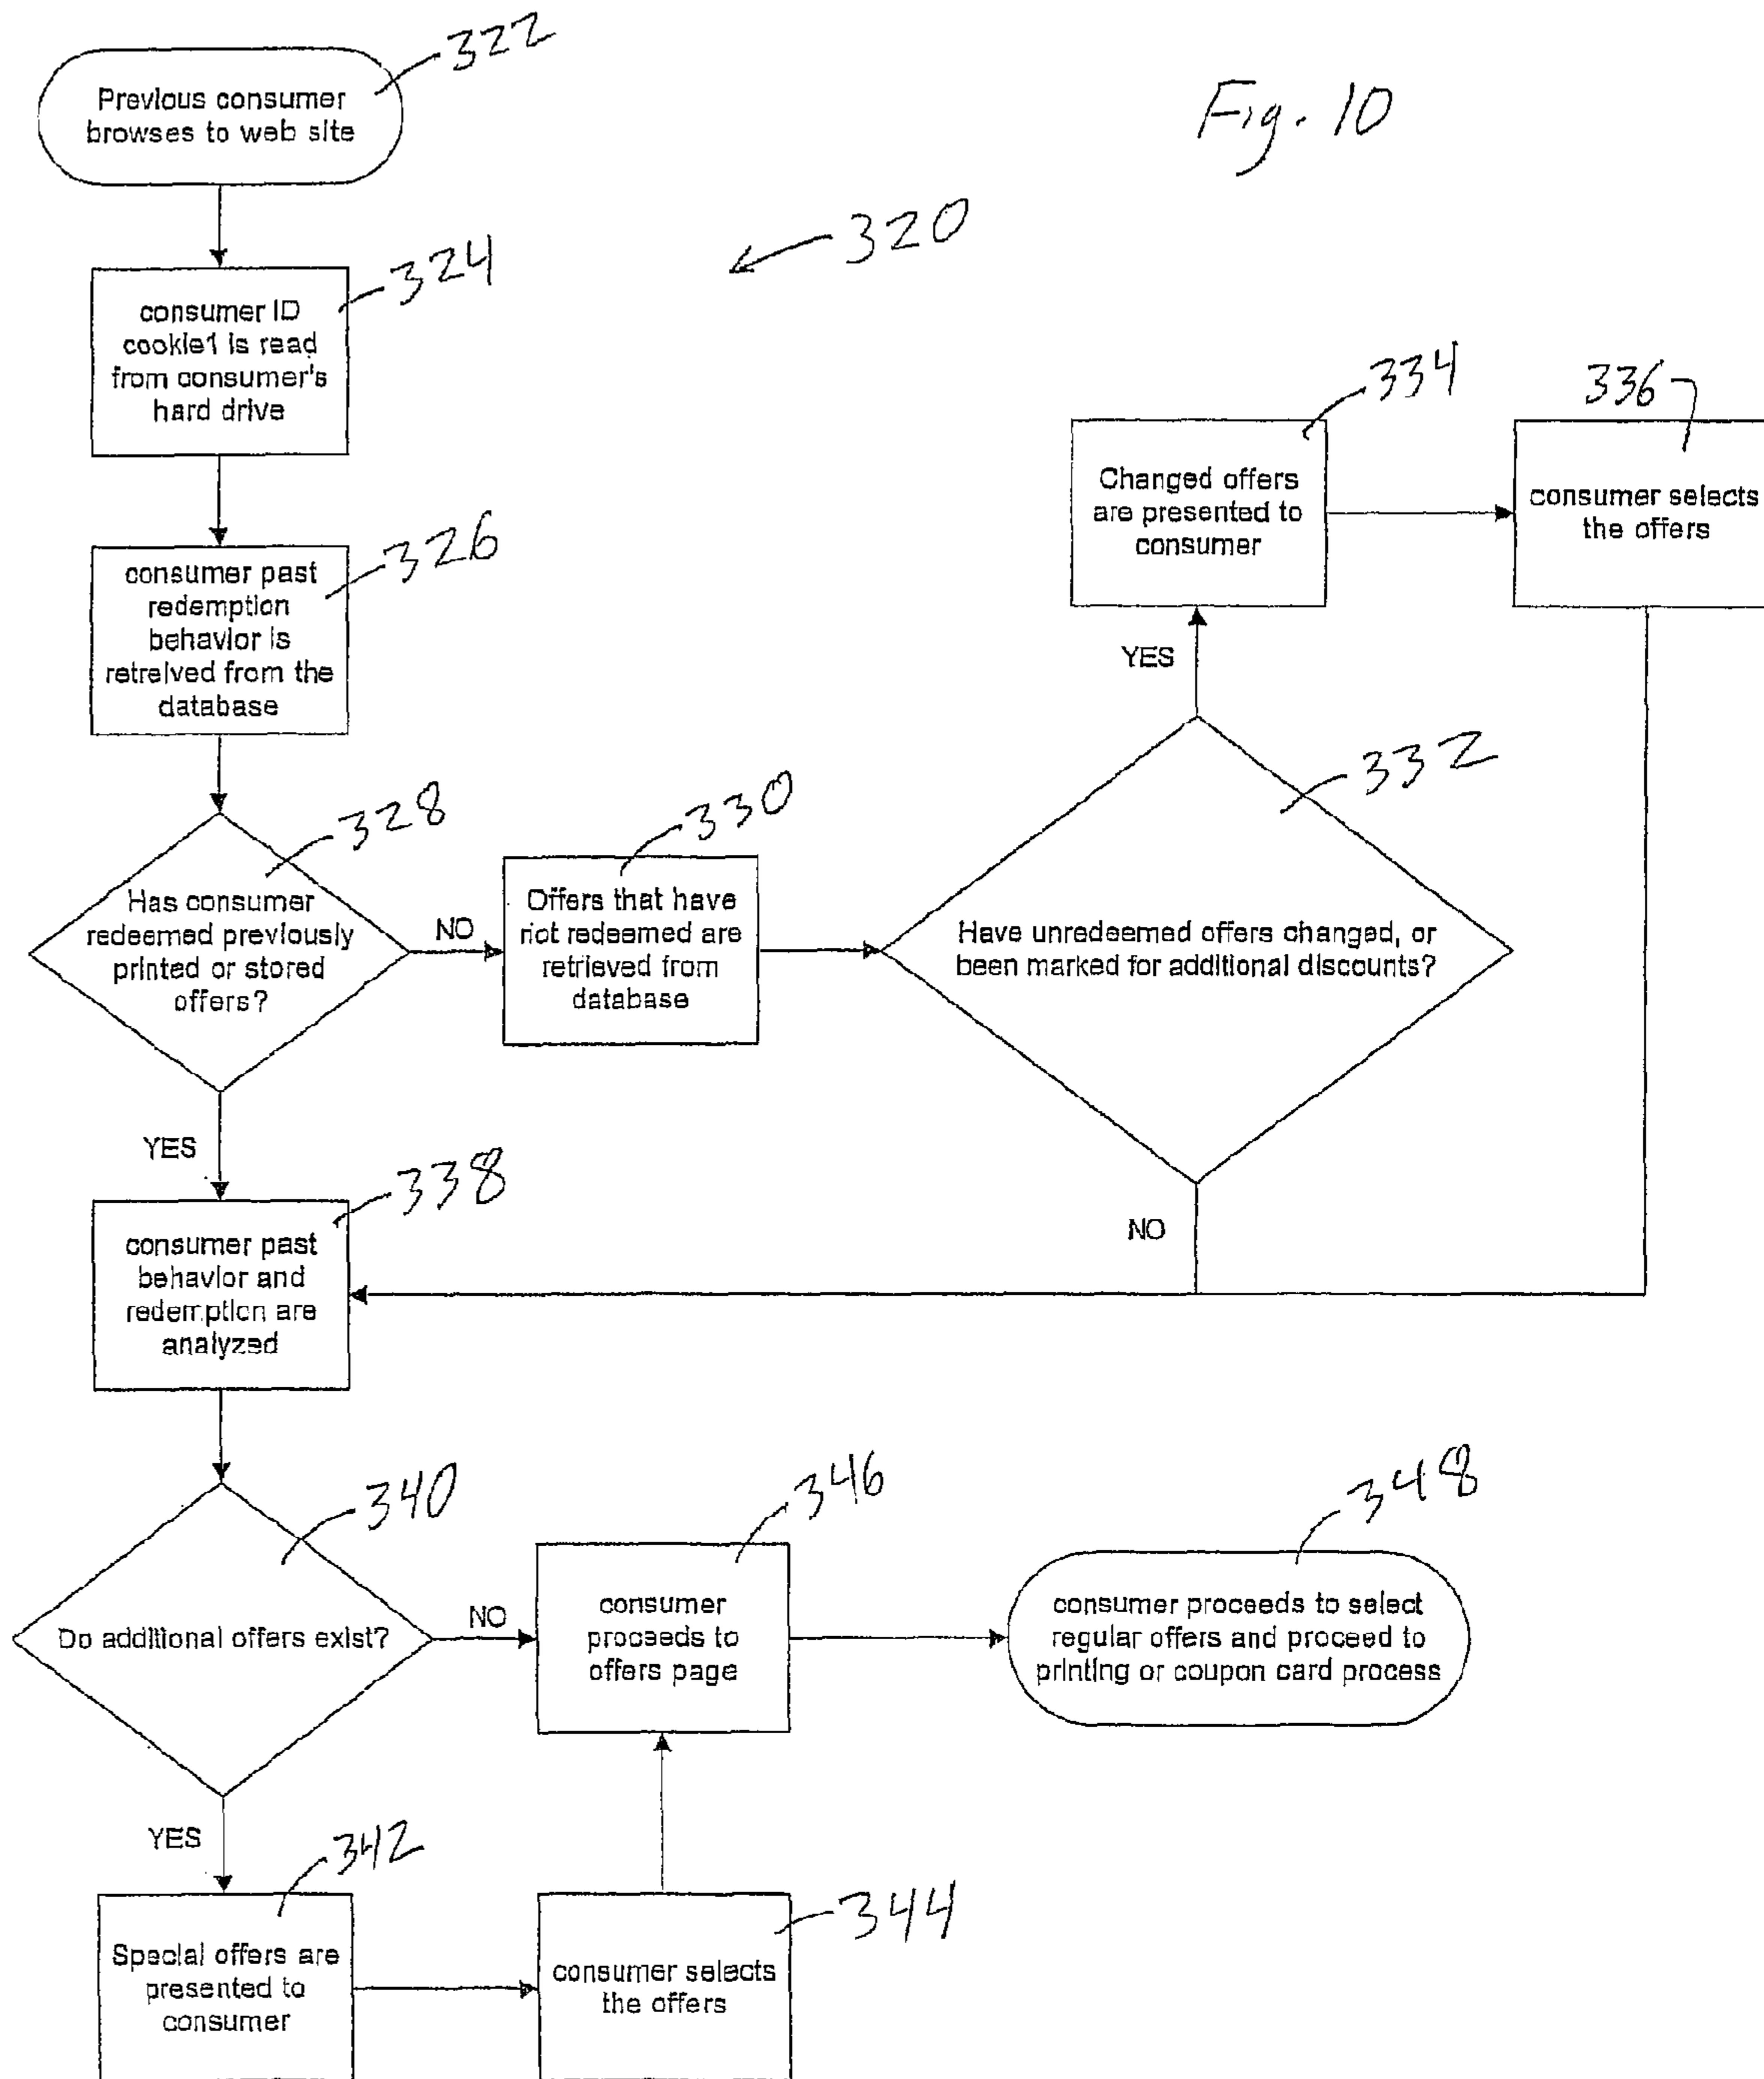 322
Previous consumer
browses to web site
Fig. 10
320
324
consumer ID
cookie1 is read
from consumer's
hard drive
326
consumer past
redemption
behavior is
retreived from the
database
328
Has consumer
redeemed previously
printed or stored
offers?
NO
YES
330
Offers that have
not redeemed are
retrieved from
database
332
Have unredeemed offers changed, or
been marked for additional discounts?
YES
NO
334
Changed offers
are presented to
consumer
336
consumer selects
the offers
338
consumer past
behavior and
redemption are
analyzed
340
Do additional offers exist?
NO
YES
342
Special offers are
presented to
consumer
344
consumer selects
the offers
346
consumer
proceeds to
offers page
348
consumer proceeds to select
regular offers and proceed to
printing or coupon card process